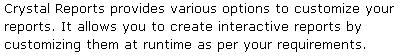 Crystal Reports provides various options to customize your
reports. It allows you to create interactive reports by
customizing them at runtime as per your requirements.